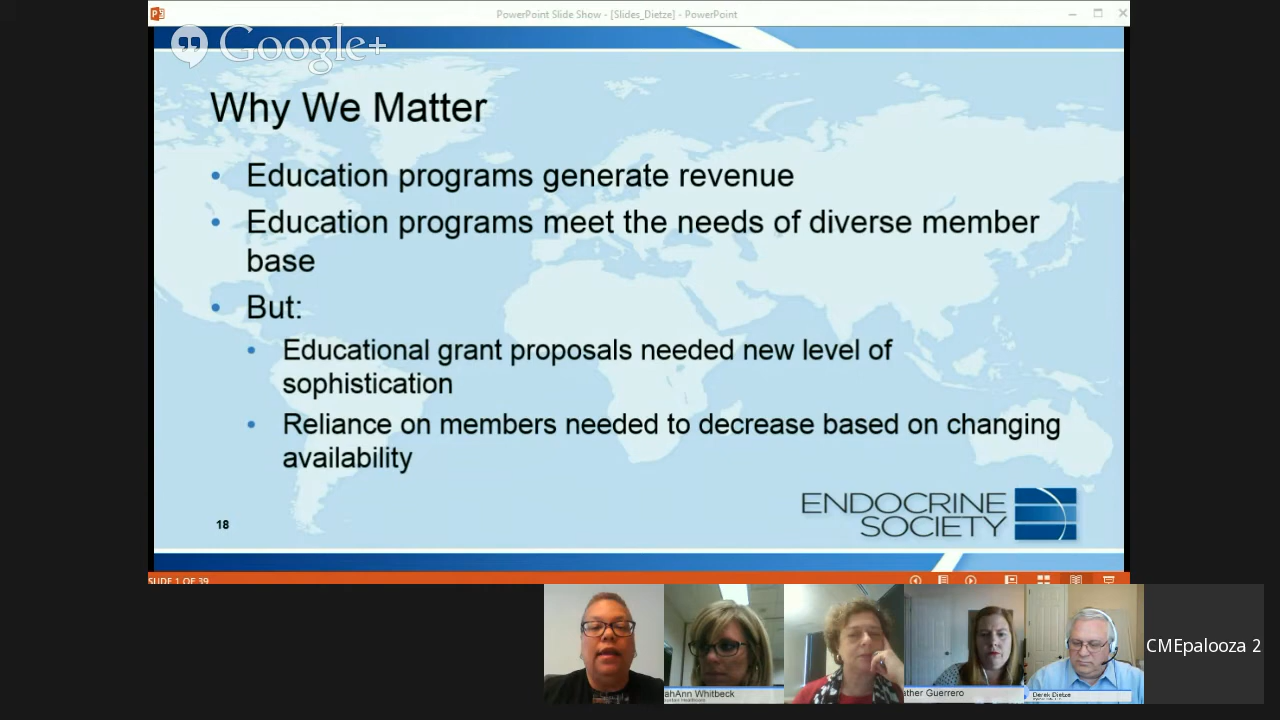 PowerPoint Slide Show - [Slides_Dietze] - PowerPoint
Google+
Why We Matter
• Education programs generate revenue
• Education programs meet the needs of diverse member
base
• But:
• Educational grant proposals needed new level of
sophistication
• Reliance on members needed to decrease based on changing
availability
18
ENDOCRINE
SOCIETY
SLIDE 1 OF 39
ahAnn Whitbeck
ather Guerrero
Derek Dietze
CMEpalooza 2